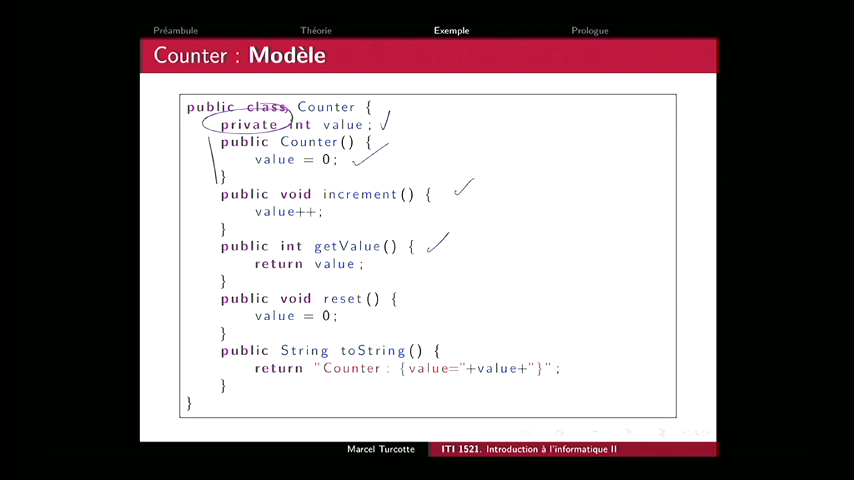 Préambule Théorie Exemple Prologue
Counter : Modèle
public class Counter {
private int value ;
public Counter() {
value = 0;
}
public void increment() {
value++;
}
public int getValue() {
return value ;
}
public void reset() {
value = 0;
}
public String toString() {
return "Counter : {value="+value+"}" ;
}
}
Marcel Turcotte ITI 1521. Introduction à l'informatique II